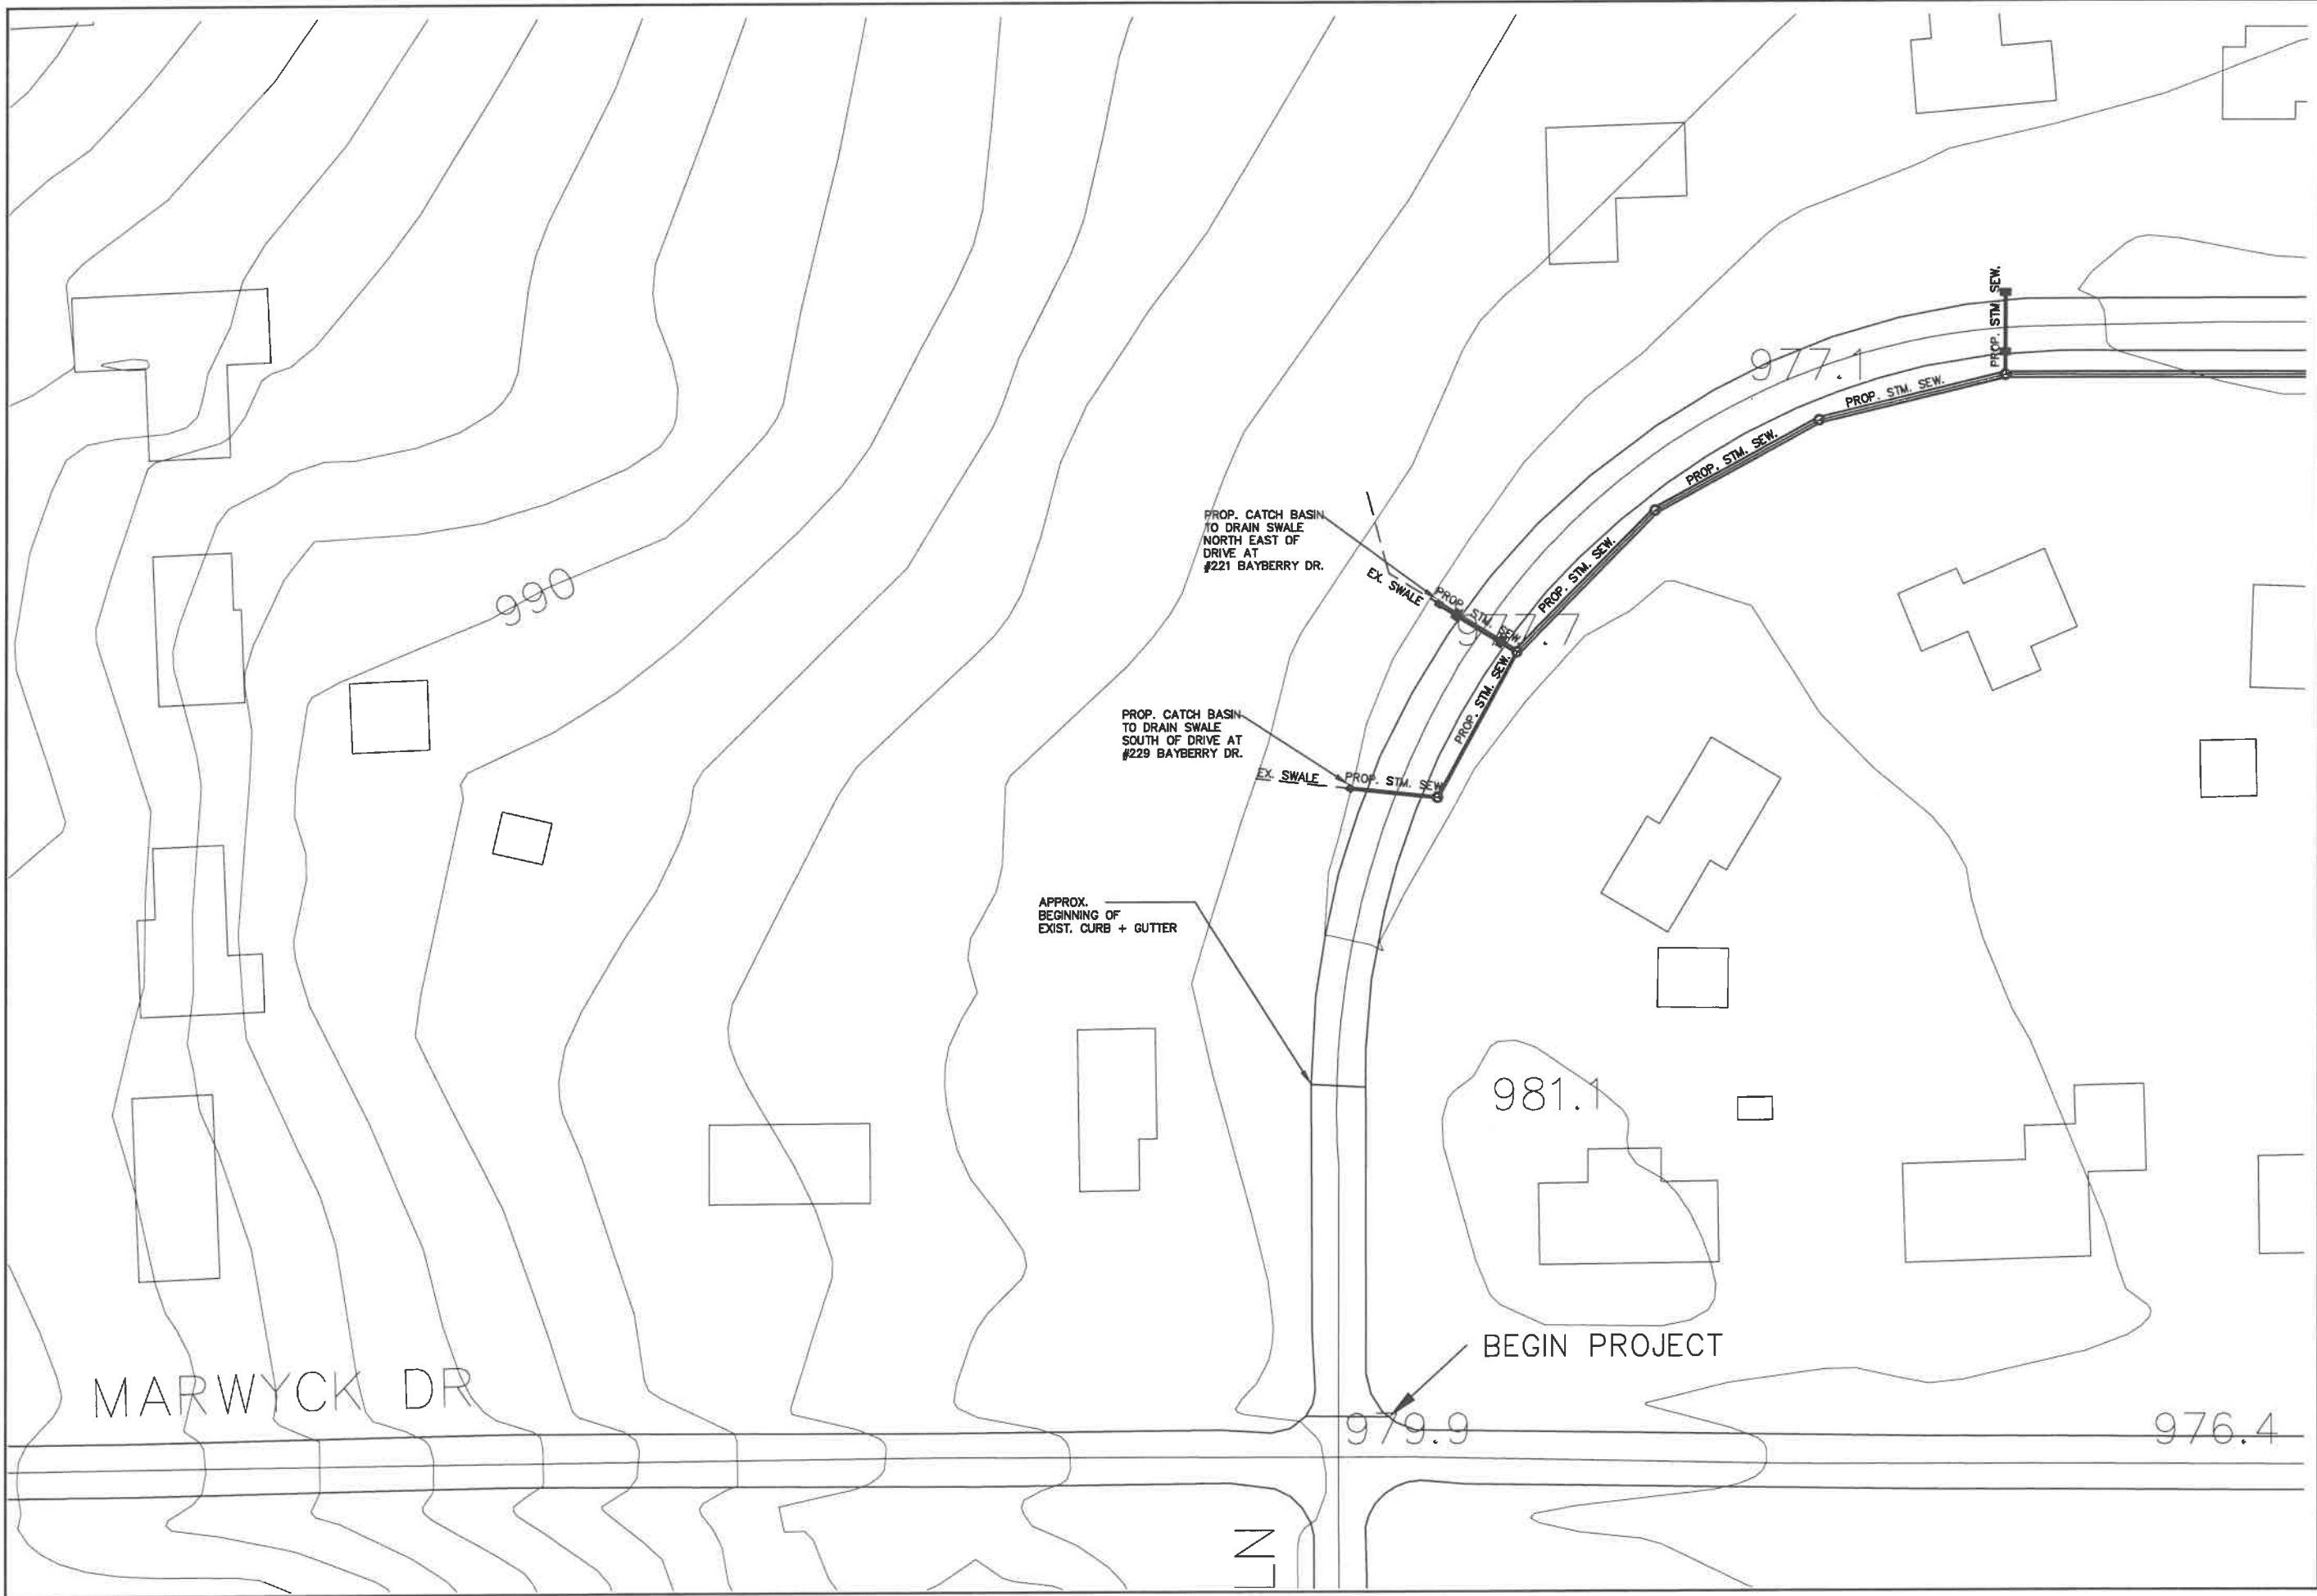 PROP. STM. SEW.
977.1
PROP. STM. SEW.
PROP. STM. SEW.
PROP. CATCH BASIN
TO DRAIN SWALE
NORTH EAST OF
DRIVE AT
#221 BAYBERRY DR.
EX. SWALE
PROP. STM. SEW.
977.7
PROP. STM. SEW.
990
PROP. STM. SEW.
PROP. CATCH BASIN
TO DRAIN SWALE
SOUTH OF DRIVE AT
#229 BAYBERRY DR.
EX. SWALE
PROP. STM. SEW.
APPROX.
BEGINNING OF
EXIST. CURB + GUTTER
981.1
BEGIN PROJECT
MARWYCK DR
979.9
976.4
LN